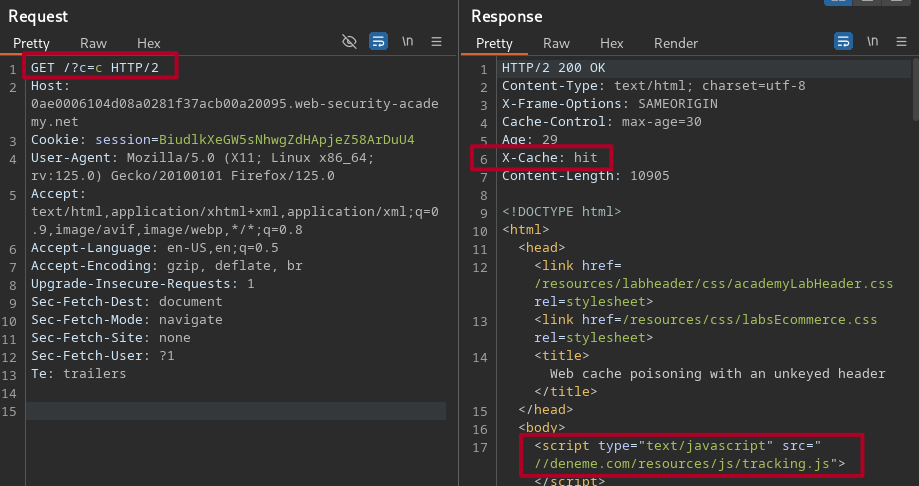 Request
Pretty Raw Hex \n
1 GET /?c=c HTTP/2
2 Host:
0ae0006104d08a0281f37acb00a20095.web-security-acade
my.net
3 Cookie: session=BiudlkXeGW5sNhwgZdHApjeZ58ArDuU4
4 User-Agent: Mozilla/5.0 (X11; Linux x86_64;
rv:125.0) Gecko/20100101 Firefox/125.0
5 Accept:
text/html,application/xhtml+xml,application/xml;q=0
.9,image/avif,image/webp,*/*;q=0.8
6 Accept-Language: en-US,en;q=0.5
7 Accept-Encoding: gzip, deflate, br
8 Upgrade-Insecure-Requests: 1
9 Sec-Fetch-Dest: document
10 Sec-Fetch-Mode: navigate
11 Sec-Fetch-Site: none
12 Sec-Fetch-User: ?1
13 Te: trailers
14
15
Response
Pretty Raw Hex Render \n
1 HTTP/2 200 OK
2 Content-Type: text/html; charset=utf-8
3 X-Frame-Options: SAMEORIGIN
4 Cache-Control: max-age=30
5 Age: 29
6 X-Cache: hit
7 Content-Length: 10905
8
9 <!DOCTYPE html>
10 <html>
11 <head>
12 <link href=
/resources/labheader/css/academyLabHeader.css
rel=stylesheet>
13 <link href=/resources/css/labsEcommerce.css
rel=stylesheet>
14 <title>
Web cache poisoning with an unkeyed header
</title>
15 </head>
16 <body>
17 <script type="text/javascript" src="
//deneme.com/resources/js/tracking.js">
</script>